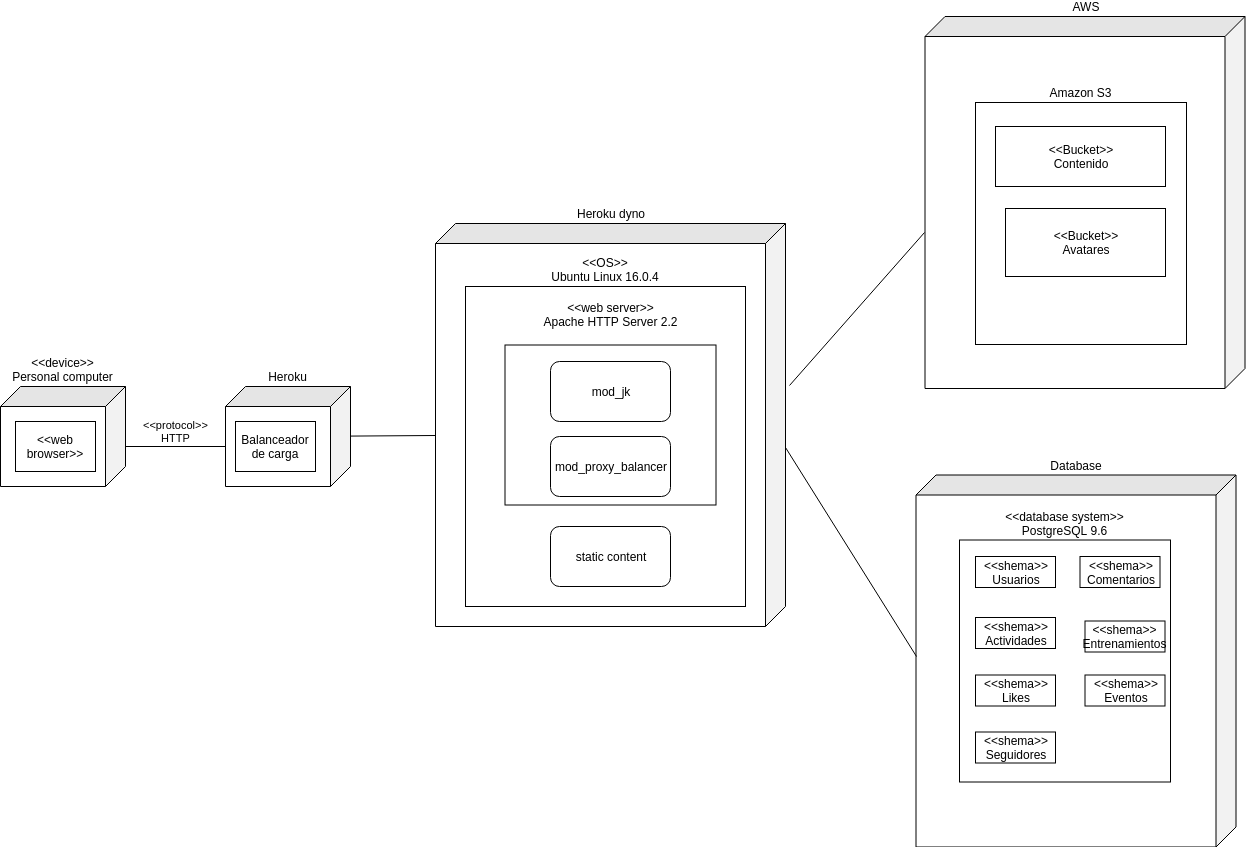 AWS
Amazon S3
<<Bucket>>
Contenido
<<Bucket>>
Avatares
Heroku dyno
<<OS>>
Ubuntu Linux 16.0.4
<<web server>>
Apache HTTP Server 2.2
mod_jk
mod_proxy_balancer
static content
<<device>>
Personal computer
<<web
browser>>
<<protocol>>
HTTP
Heroku
Balanceador
de carga
Database
<<database system>>
PostgreSQL 9.6
<<shema>>
Usuarios
<<shema>>
Comentarios
<<shema>>
Actividades
<<shema>>
Entrenamientos
<<shema>>
Likes
<<shema>>
Eventos
<<shema>>
Seguidores